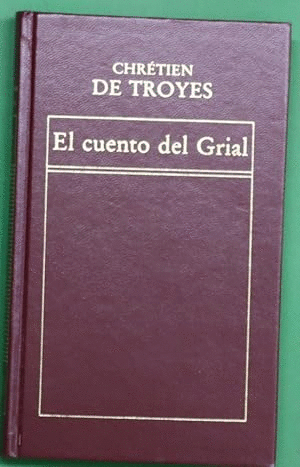 CHRÉTIEN
DE TROYES
El cuento del Grial